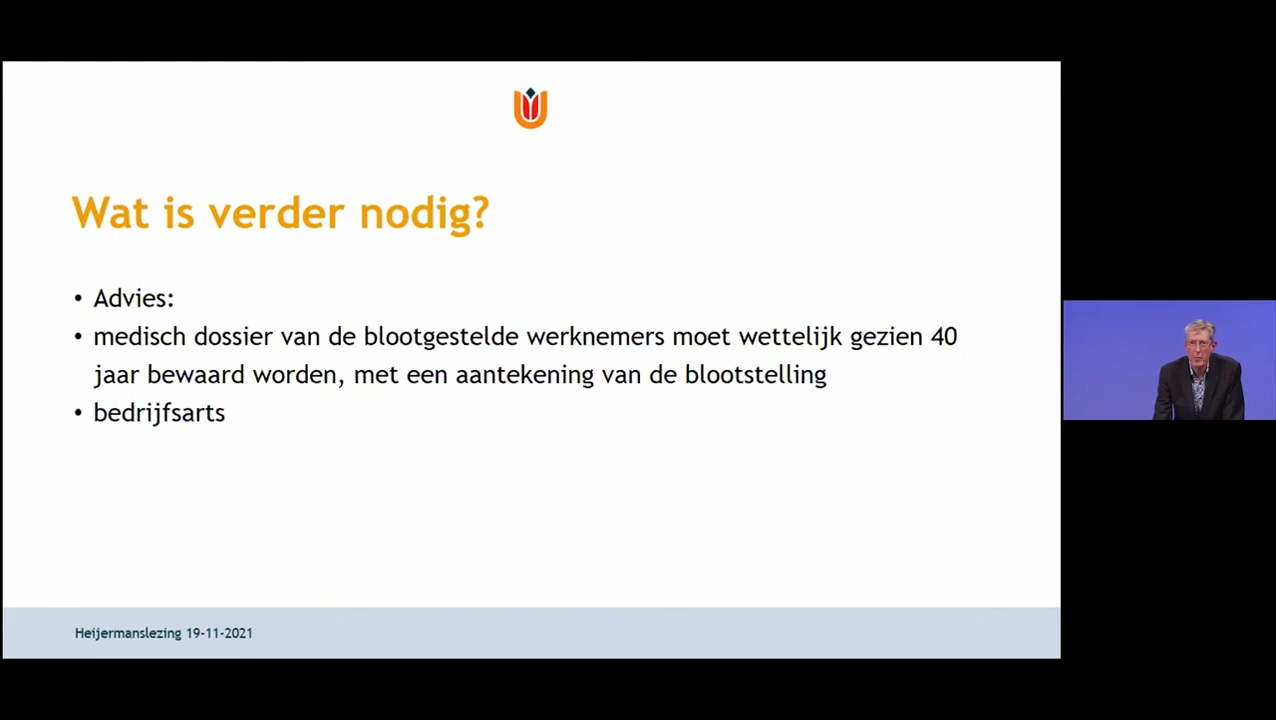 Wat is verder nodig?
• Advies:
• medisch dossier van de blootgestelde werknemers moet wettelijk gezien 40
jaar bewaard worden, met een aantekening van de blootstelling
• bedrijfsarts
Heijermanslezing 19-11-2021